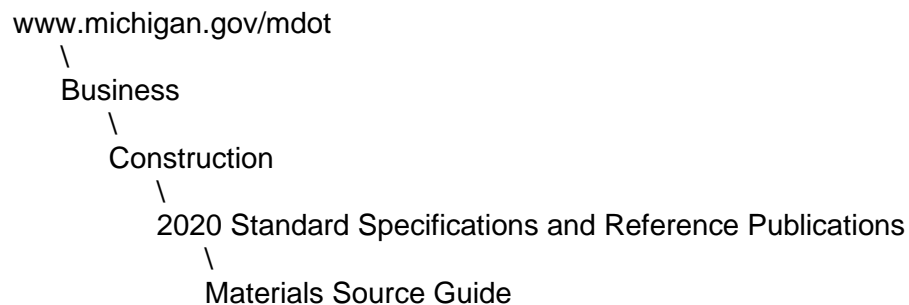 www.michigan.gov/mdot
\
Business
\
Construction
\
2020 Standard Specifications and Reference Publications
\
Materials Source Guide